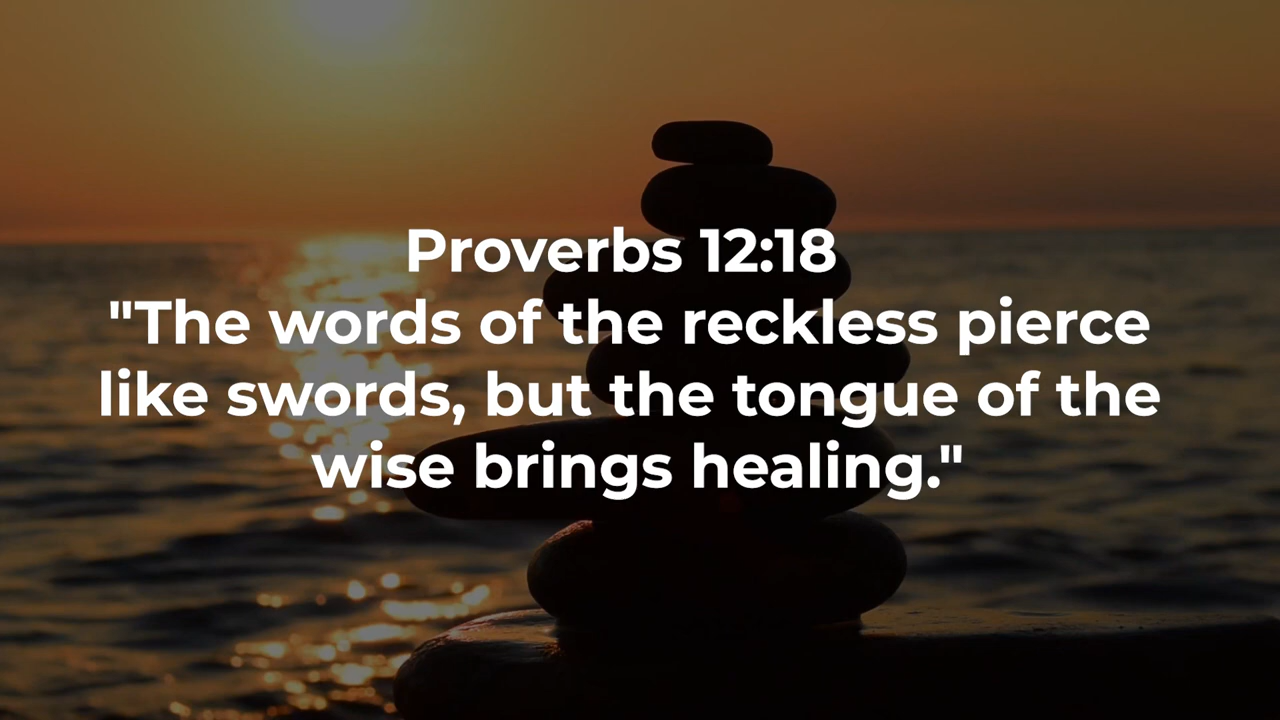 Proverbs 12:18
"The words of the reckless pierce
like swords, but the tongue of the
wise brings healing."